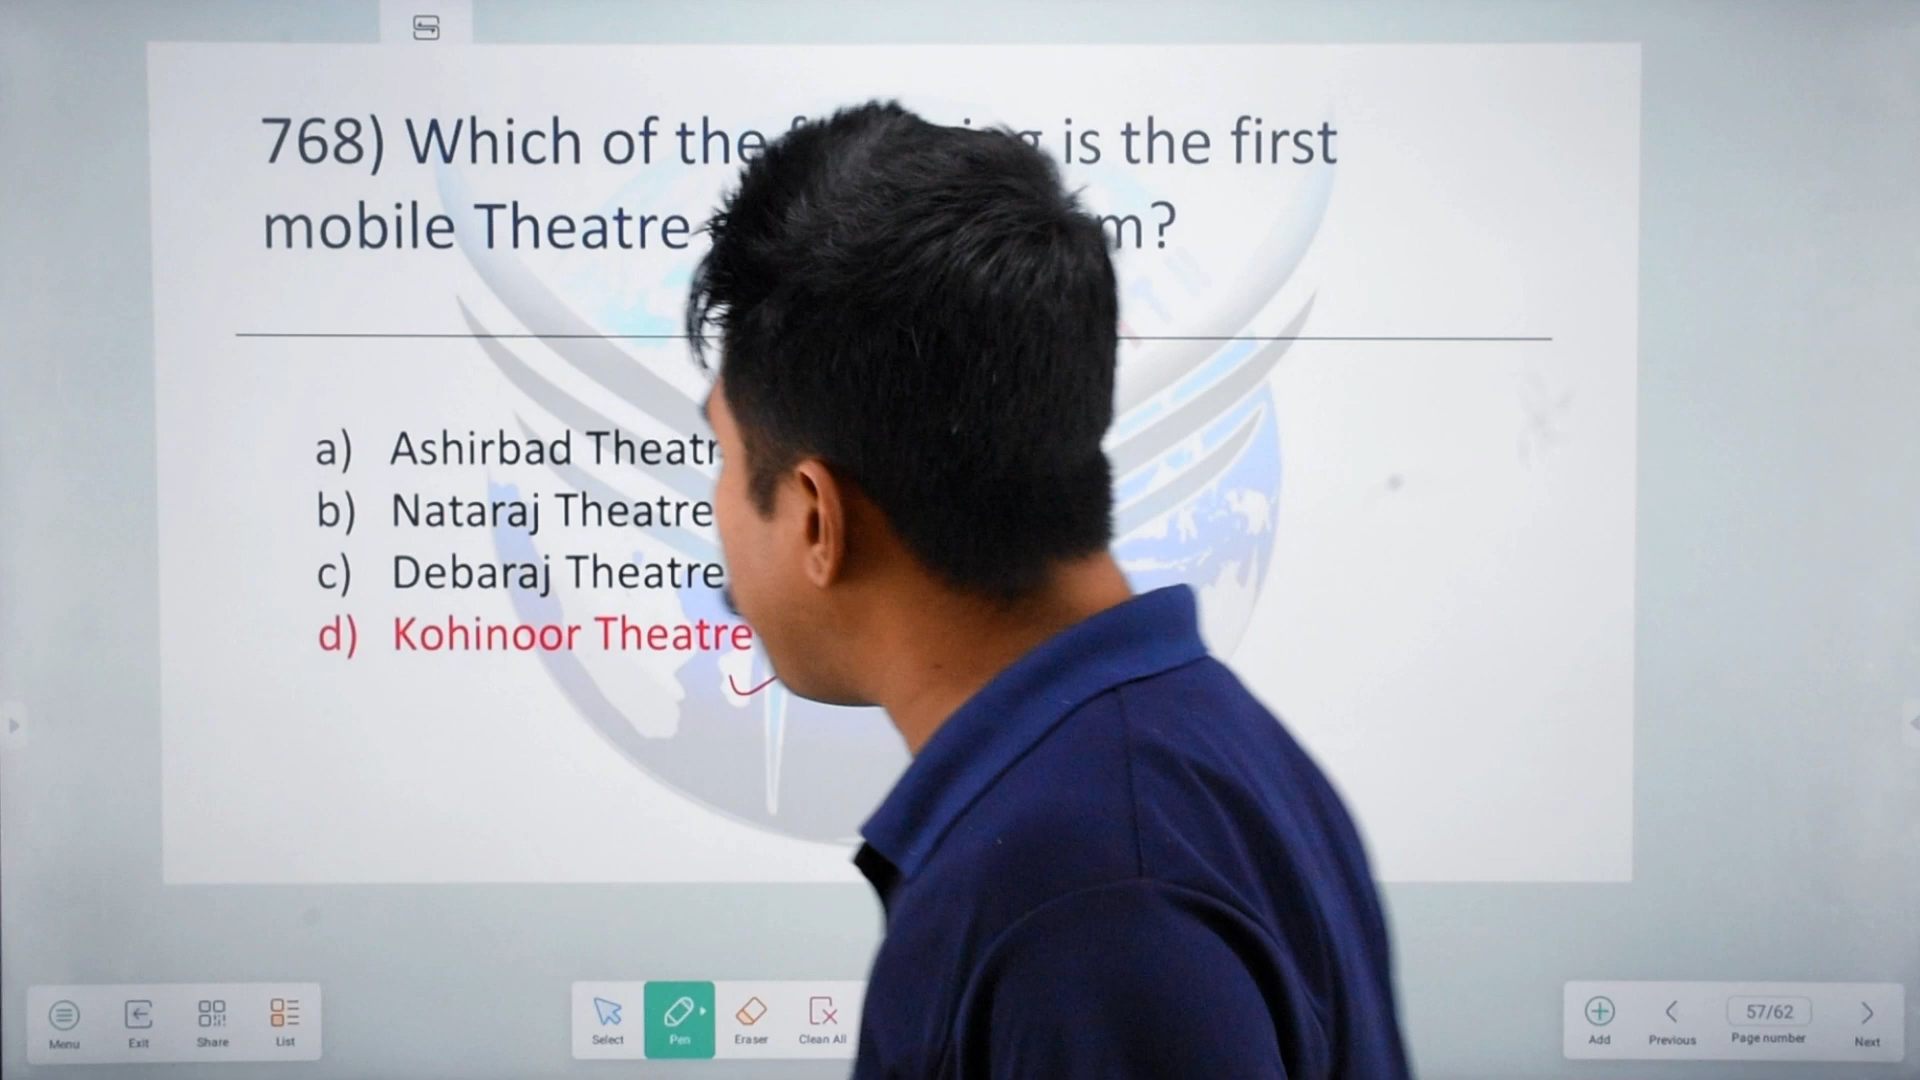 768) Which of the is the first
mobile Theatre
a) Ashirbad
b) Nataraj Theatre
c) Debaraj Theatre
d) Kohinoor Theatre
Menu
Exit
Share
List
Select
Pen
Eraser
Clean All
Add
Previous
57/62
Page number
Next